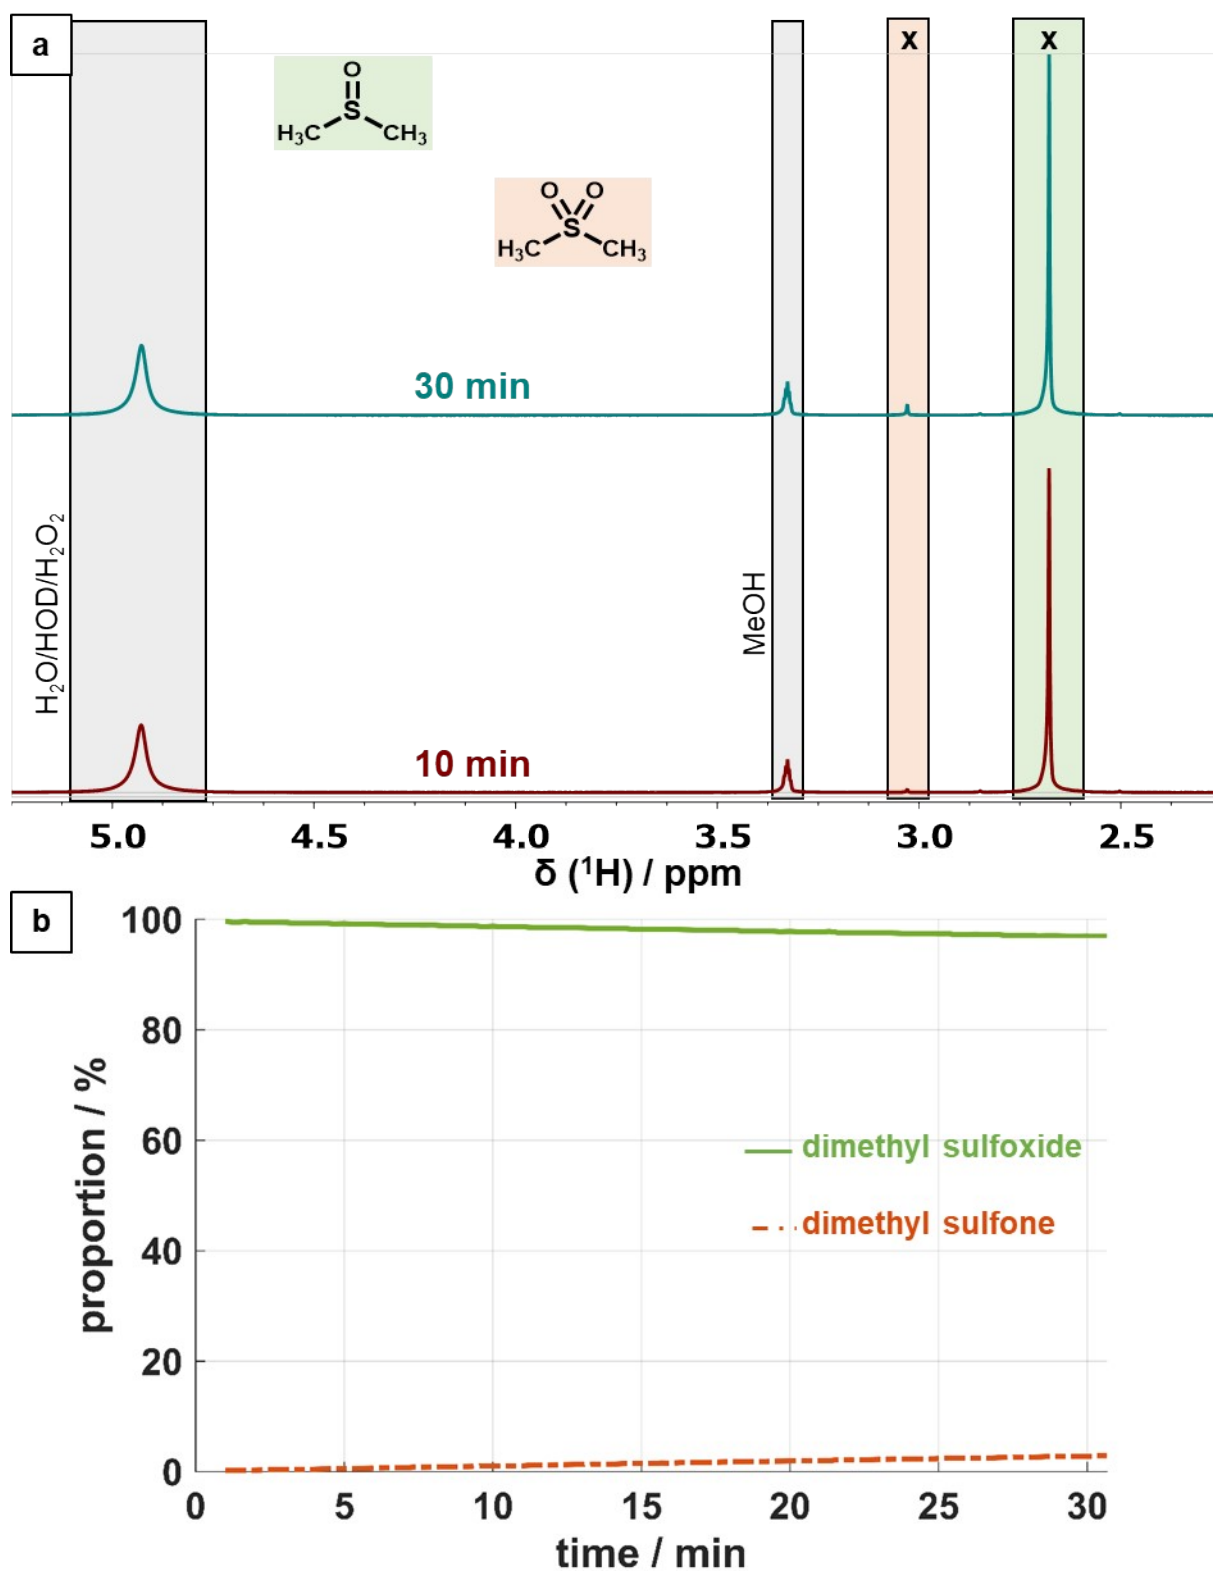 a
x x
O
S
H₃C CH₃
O O
S
H₃C CH₃
30 min
H₂O/HOD/H₂O₂
MeOH
10 min
5.0 4.5 4.0 3.5 3.0 2.5
δ (¹H) / ppm
b
100
80
60
40
20
0
proportion / %
dimethyl sulfoxide
dimethyl sulfone
0 5 10 15 20 25 30
time / min